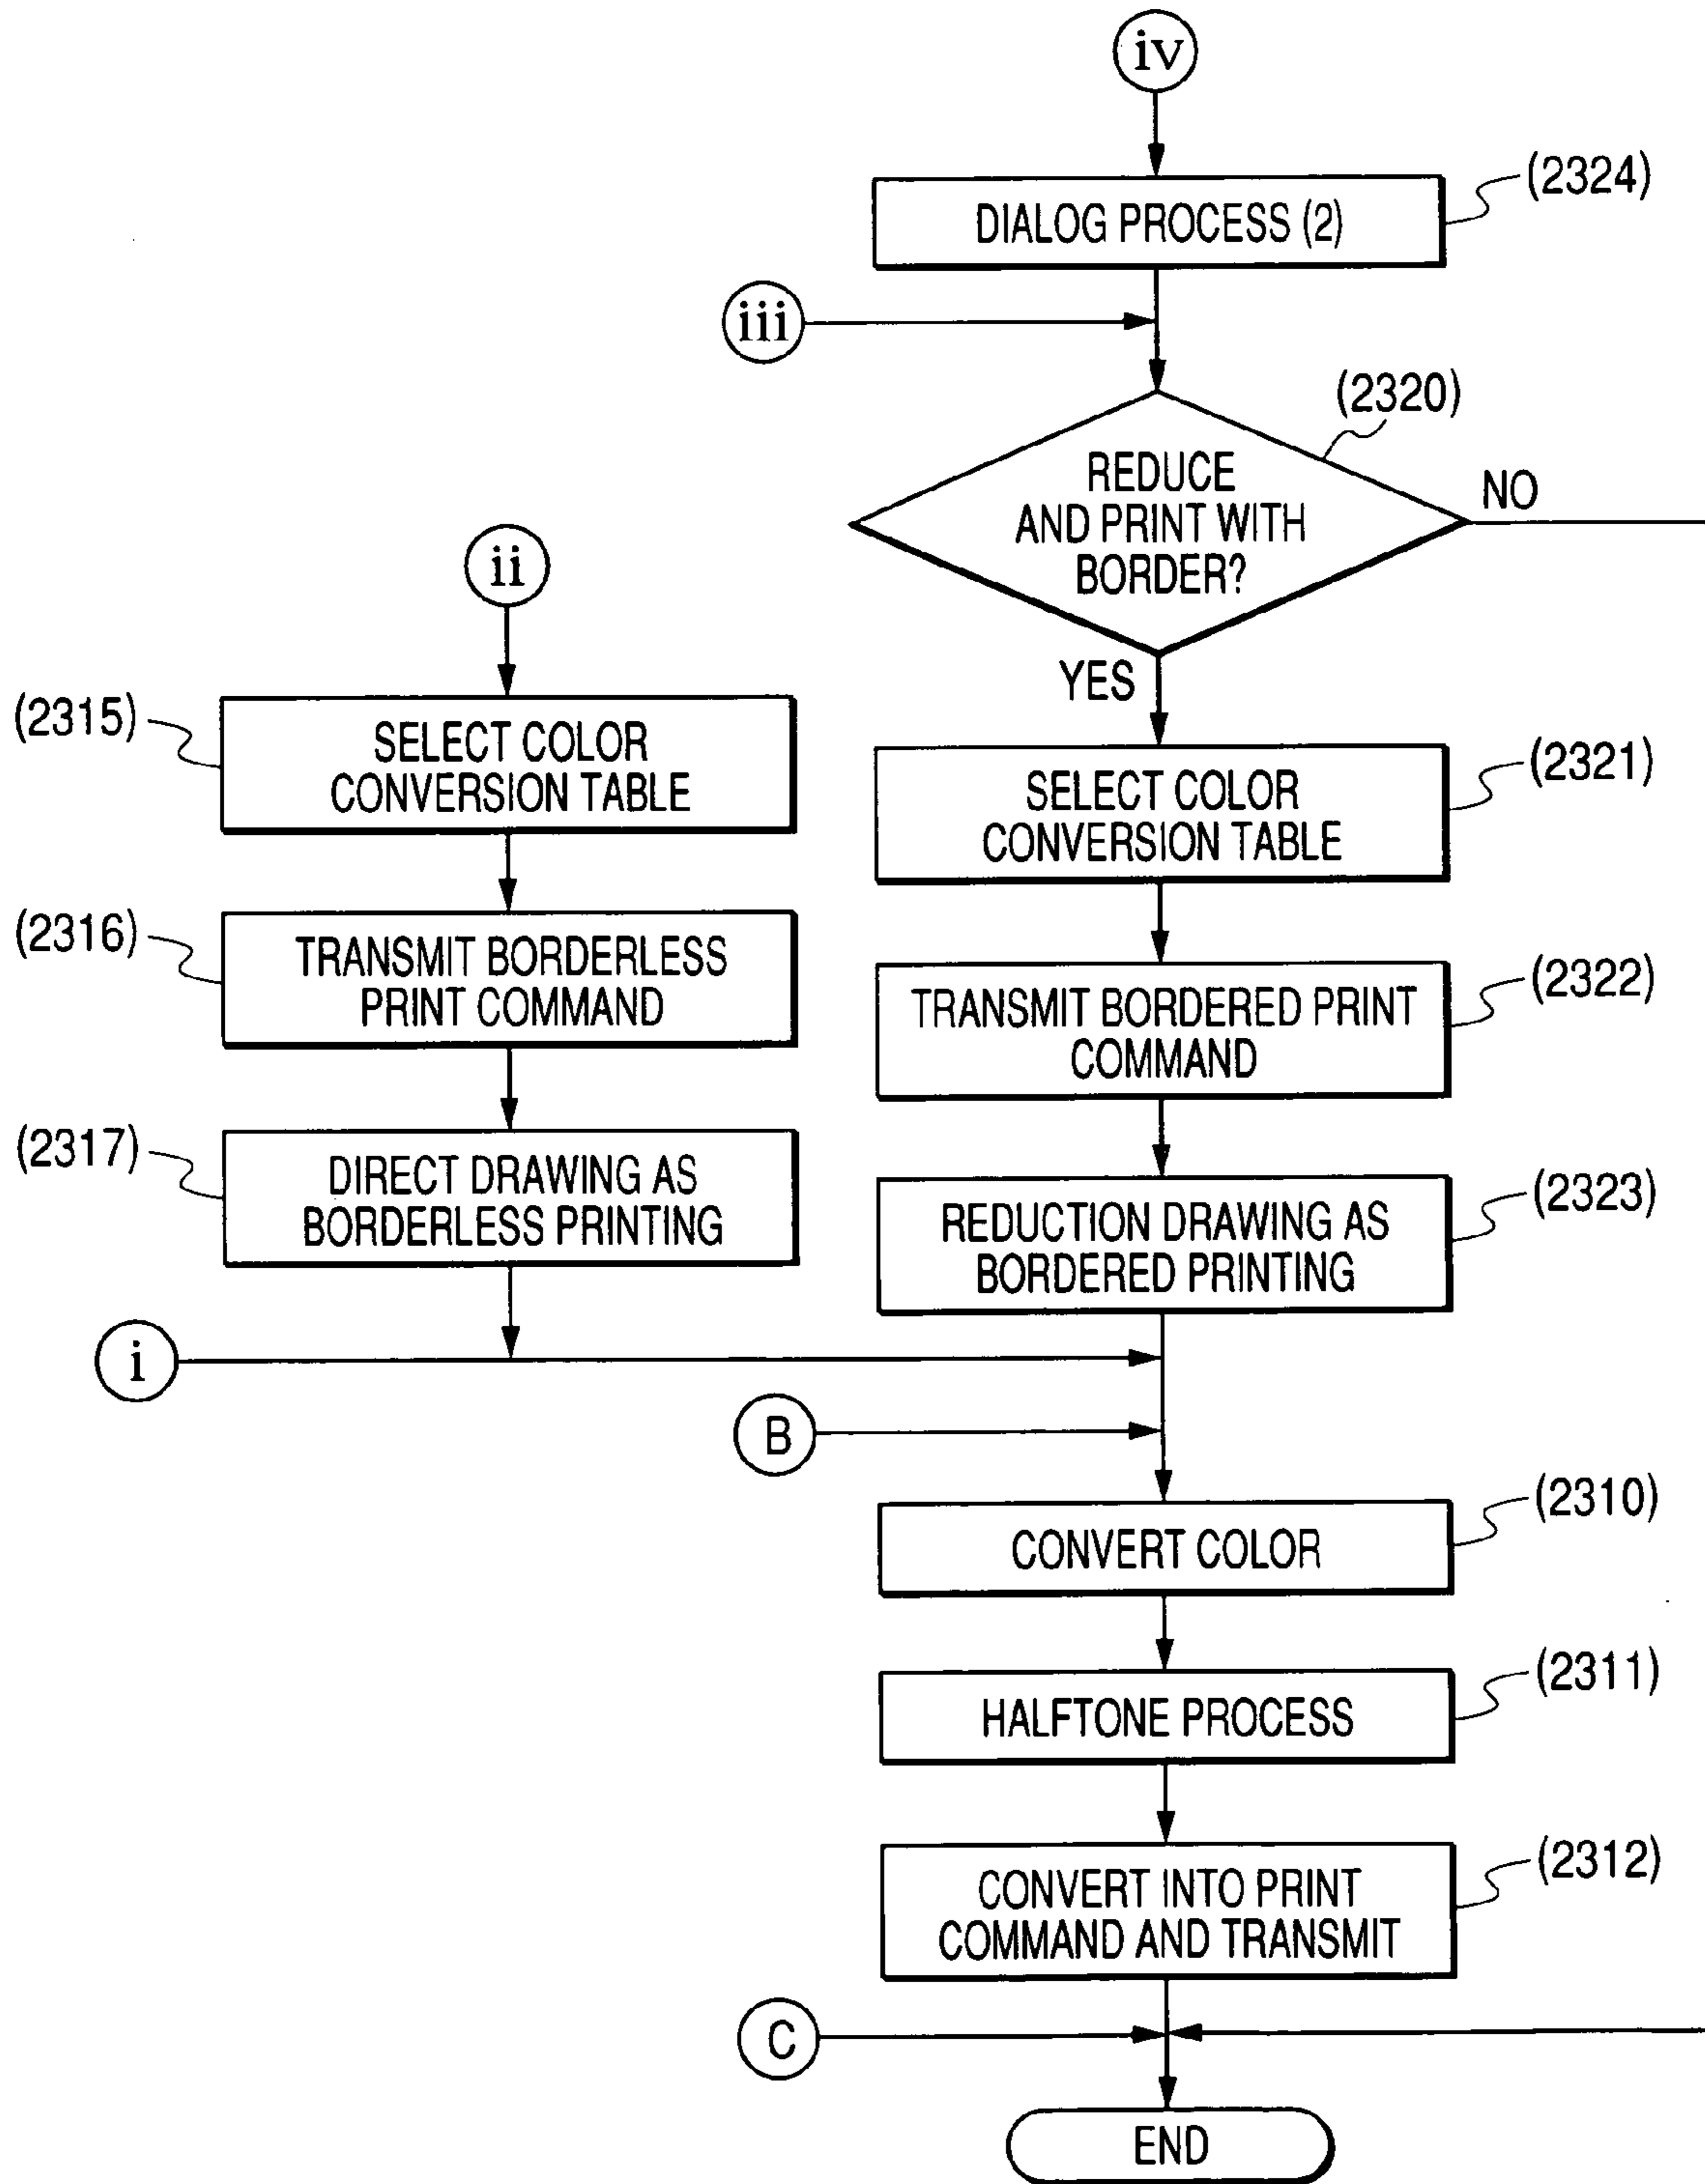 iv
(2324)
DIALOG PROCESS (2)
iii
(2320)
REDUCE
AND PRINT WITH
BORDER?
NO
YES
ii
(2315)
SELECT COLOR
CONVERSION TABLE
(2321)
SELECT COLOR
CONVERSION TABLE
(2316)
TRANSMIT BORDERLESS
PRINT COMMAND
(2322)
TRANSMIT BORDERED PRINT
COMMAND
(2317)
DIRECT DRAWING AS
BORDERLESS PRINTING
(2323)
REDUCTION DRAWING AS
BORDERED PRINTING
i
B
(2310)
CONVERT COLOR
(2311)
HALFTONE PROCESS
(2312)
CONVERT INTO PRINT
COMMAND AND TRANSMIT
C
END